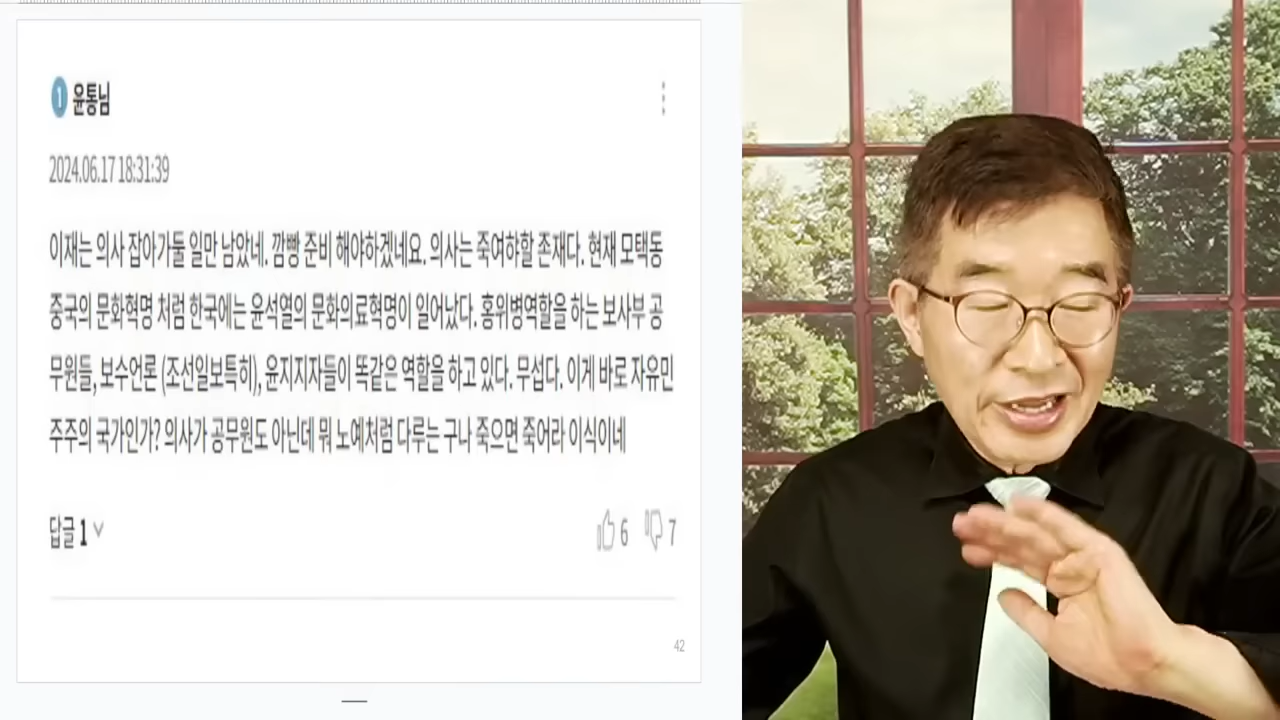 1 윤통님
2024.06.17 18:31:39
이재는 의사 잡아가둘 일만 남았네. 깜빵 준비 해야하겠네요. 의사는 죽여햐할 존재다. 현재 모택동
중국의 문화혁명 처럼 한국에는 윤석열의 문화의료혁명이 일어났다. 홍위병역할을 하는 보사부 공
무원들, 보수언론 (조선일보특히), 윤지지자들이 똑같은 역할을 하고 있다. 무섭다. 이게 바로 자유민
주주의 국가인가? 의사가 공무원도 아닌데 뭐 노예처럼 다루는 구나 죽으면 죽어라 이식이네
답글 1
6 7
42